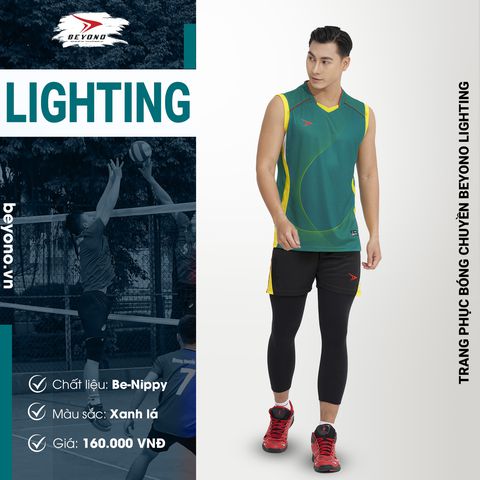 BEYONO
LIGHTING
beyono.vn
Chất liệu: Be-Nippy
Màu sắc: Xanh lá
Giá: 160.000 VNĐ
TRANG PHỤC BÓNG CHUYỀN BEYONO LIGHTING
7